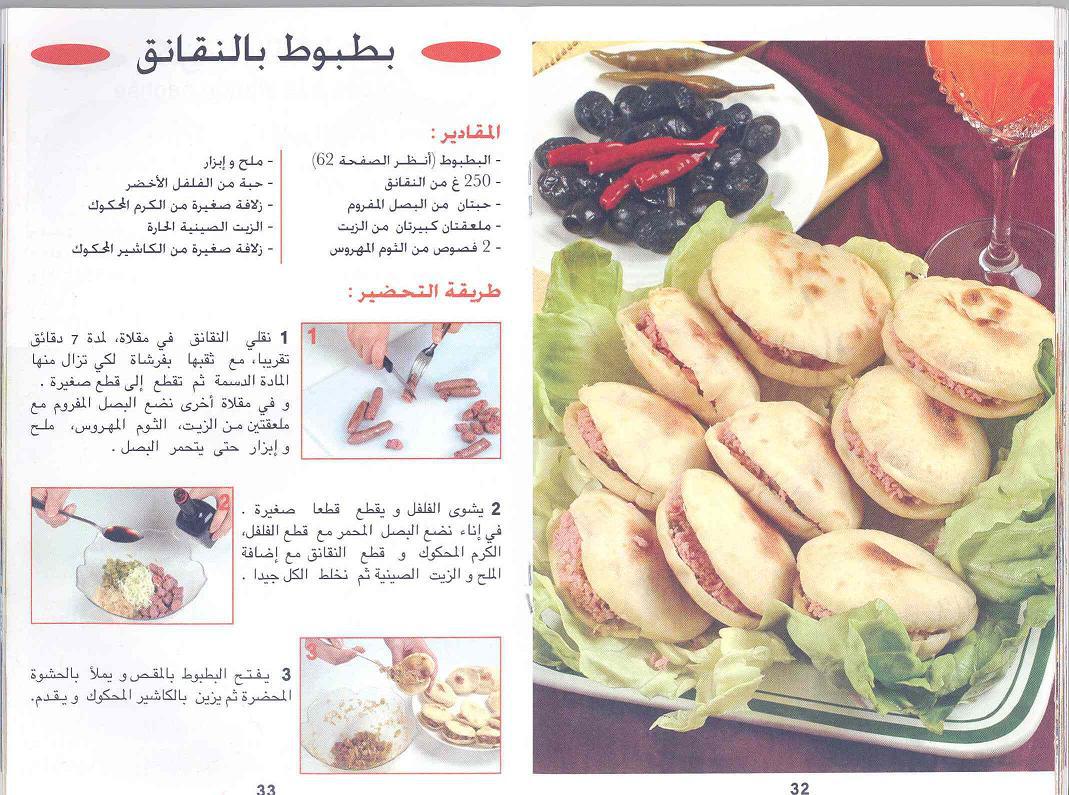 بطبوط بالنقانق
المقادير :
- البطبوط (أنظر الصفحة 62)
- 250 غ من النقانق
- حبتان من البصل المفروم
- ملعقتان كبيرتان من الزيت
- 2 فصوص من الثوم المهروس
- ملح و إبزار
- حبة من الفلفل الأخضر
- زلافة صغيرة من الكرم المحكوك
- الزيت الصينية الحارة
- زلافة صغيرة من الكاشير المحكوك
طريقة التحضير :
1
1 نقلي النقانق في مقلاة، لمدة 7 دقائق
تقريبا، مع ثقبها بفرشاة لكي تزال منها
المادة الدسمة ثم تقطع إلى قطع صغيرة .
و في مقلاة أخرى نضع البصل المفروم مع
ملعقتين من الزيت، الثوم المهروس، ملح
و إبزار حتى يتحمر البصل .
2
2 يشوى الفلفل و يقطع قطعا صغيرة .
في إناء نضع البصل المحمر مع قطع الفلفل،
الكرم المحكوك و قطع النقانق مع إضافة
الملح و الزيت الصينية ثم نخلط الكل جيدا .
3
3 يفتح البطبوط بالمقص و يملأ بالحشوة
المحضرة ثم يزين بالكاشير المحكوك و يقدم.
33
32